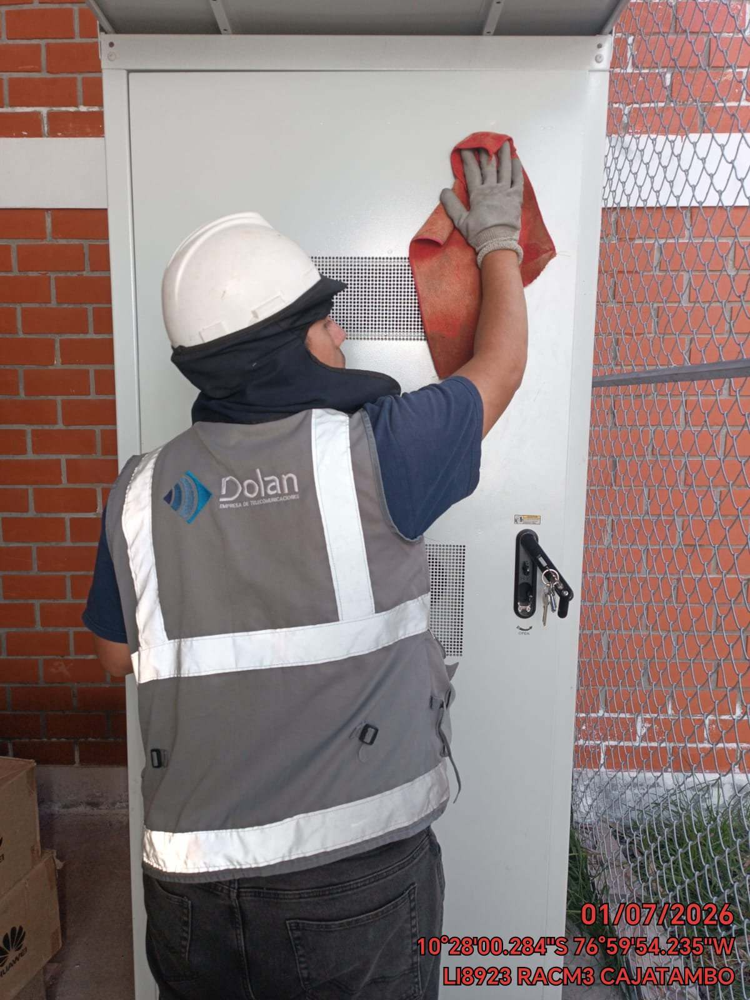 Dolan
EMPRESA DE TELECOMUNICACIONES
OPEN
HUAWEI
01/07/2026
10°28'00.284"S 76°59'54.235"W
LI8923 RACM3 CAJATAMBO